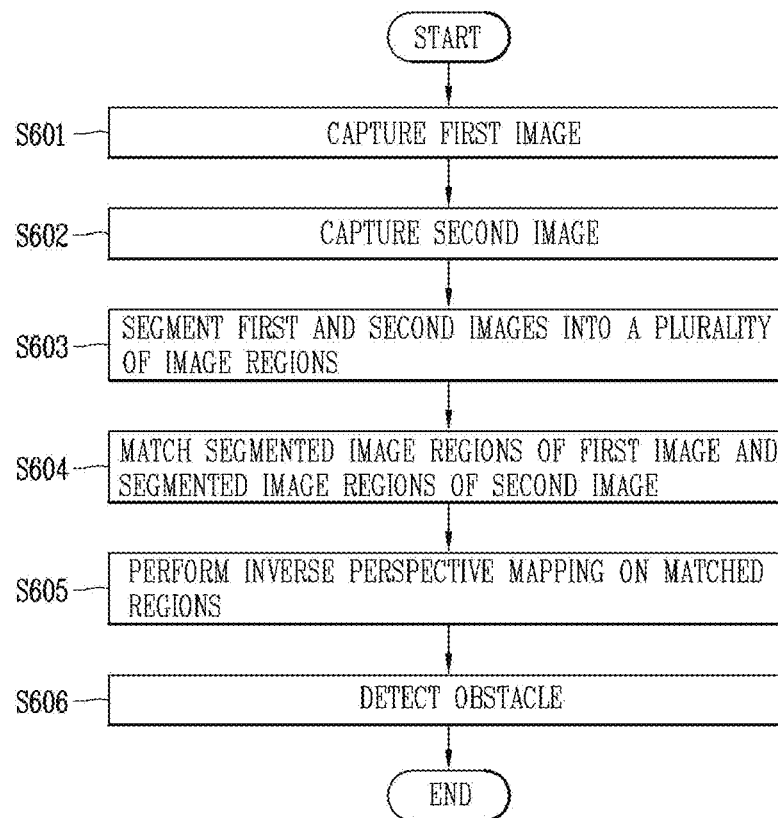 START
S601
CAPTURE FIRST IMAGE
S602
CAPTURE SECOND IMAGE
S603
SEGMENT FIRST AND SECOND IMAGES INTO A PLURALITY
OF IMAGE REGIONS
S604
MATCH SEGMENTED IMAGE REGIONS OF FIRST IMAGE AND
SEGMENTED IMAGE REGIONS OF SECOND IMAGE
S605
PERFORM INVERSE PERSPECTIVE MAPPING ON MATCHED
REGIONS
S606
DETECT OBSTACLE
END